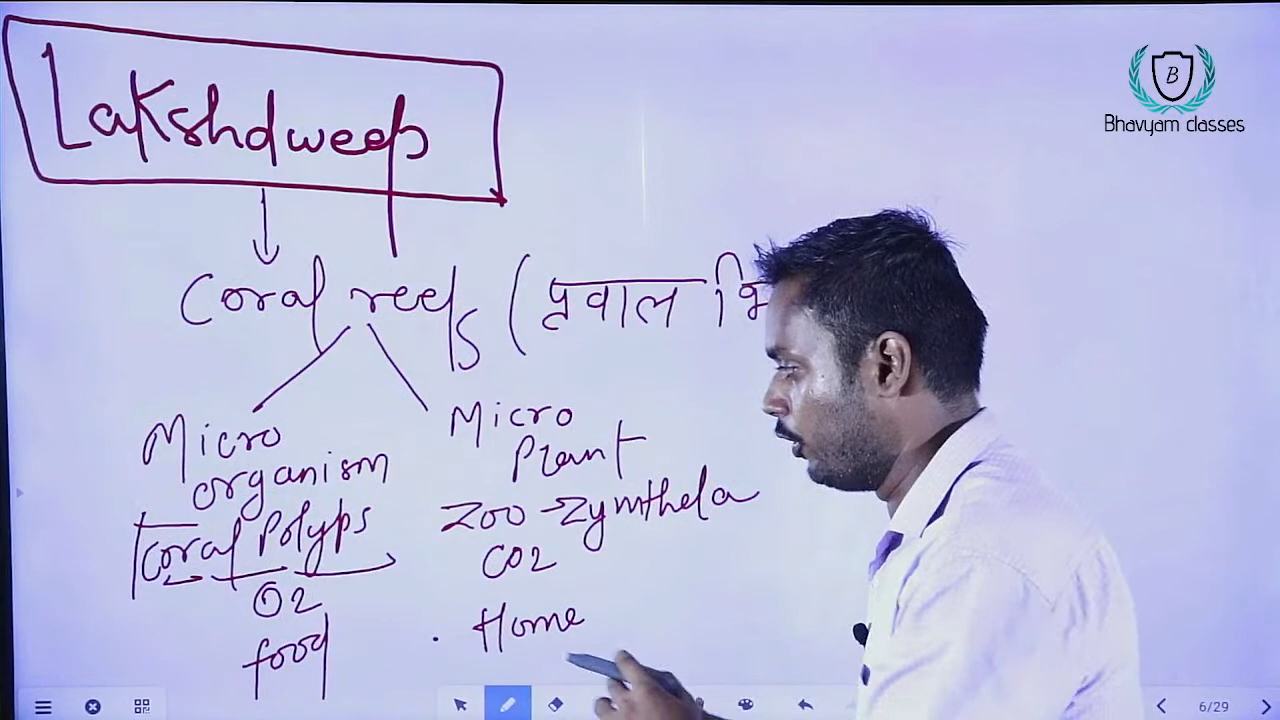 Lakshdweep
B
Bhavyam classes
Coral reefs (प्रवाल
Micro organism
Micro Plant
Coral Polyps
Zoo-Zymthela
O2
CO2
food
Home
6/29